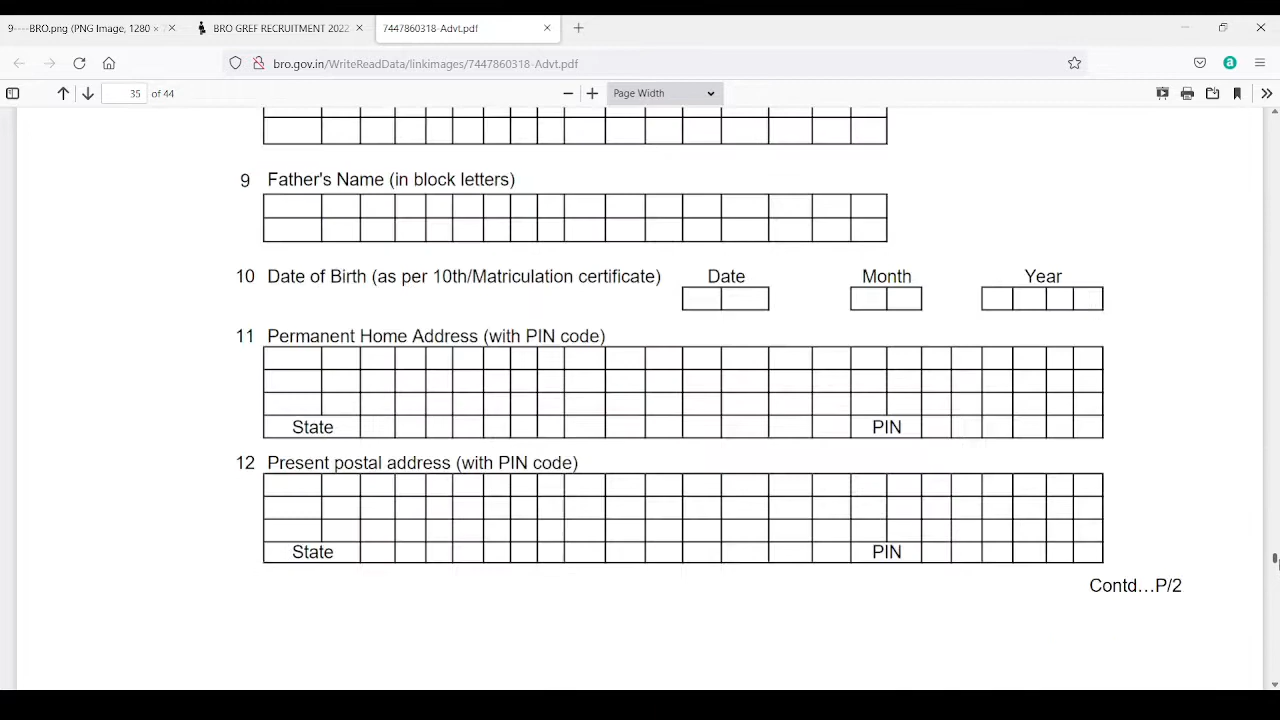 9----BRO.png (PNG Image, 1280 ×
BRO GREF RECRUITMENT 2022
7447860318-Advt.pdf
bro.gov.in/WriteReadData/linkimages/7447860318-Advt.pdf
a
35 of 44
Page Width
9 Father's Name (in block letters)
10 Date of Birth (as per 10th/Matriculation certificate) Date Month Year
11 Permanent Home Address (with PIN code)
State PIN
12 Present postal address (with PIN code)
State PIN
Contd…P/2